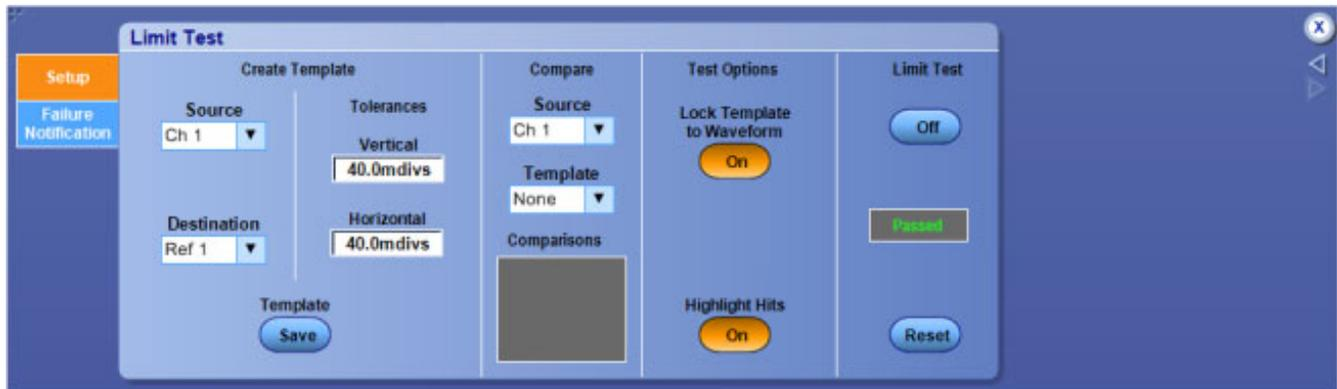 Limit Test
X
Setup
Failure
Notification
Create Template
Source
Ch 1
Destination
Ref 1
Tolerances
Vertical
40.0mdivs
Horizontal
40.0mdivs
Template
Save
Compare
Source
Ch 1
Template
None
Comparisons
Test Options
Lock Template
to Waveform
On
Highlight Hits
On
Limit Test
Off
Passed
Reset